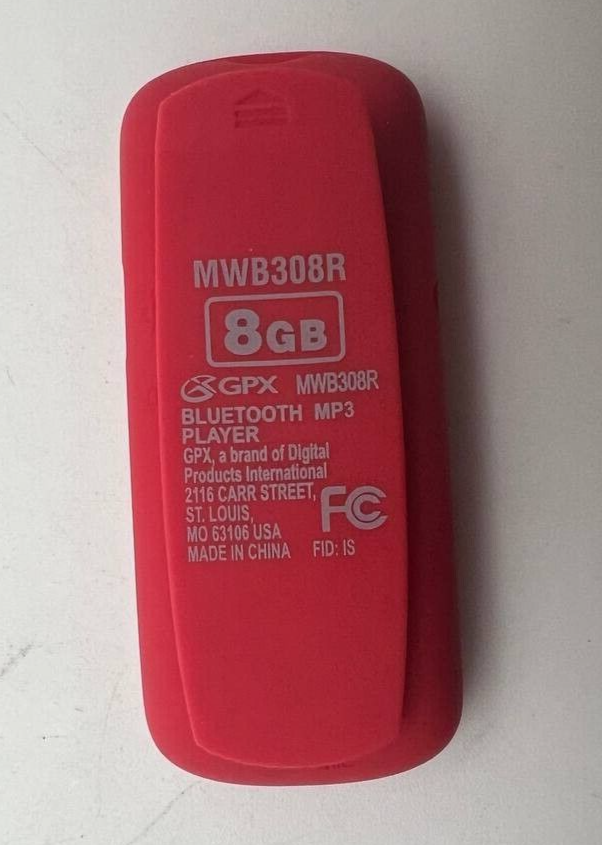 MWB308R
8GB
GPX MWB308R
BLUETOOTH MP3
PLAYER
GPX, a brand of Digital
Products International
2116 CARR STREET,
ST. LOUIS,
MO 63106 USA
FC
MADE IN CHINA FID: IS